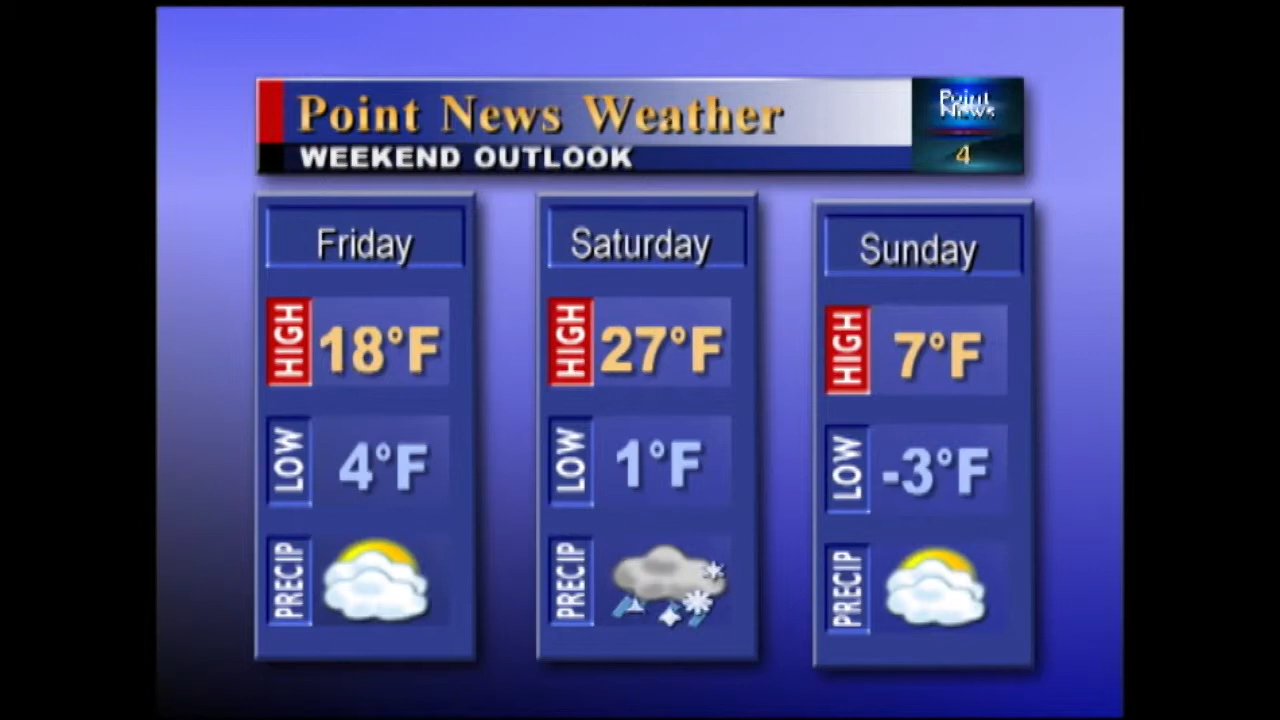 Point News Weather
WEEKEND OUTLOOK
Point
News
4
Friday
HIGH
18°F
LOW
4°F
PRECIP
Saturday
HIGH
27°F
LOW
1°F
PRECIP
Sunday
HIGH
7°F
LOW
-3°F
PRECIP